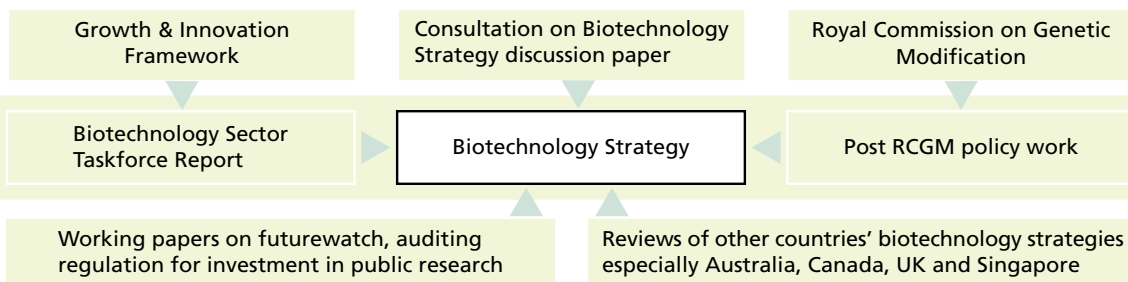 Growth & Innovation
Framework
Consultation on Biotechnology
Strategy discussion paper
Royal Commission on Genetic
Modification
Biotechnology Sector
Taskforce Report
Biotechnology Strategy
Post RCGM policy work
Working papers on futurewatch, auditing
regulation for investment in public research
Reviews of other countries’ biotechnology strategies
especially Australia, Canada, UK and Singapore